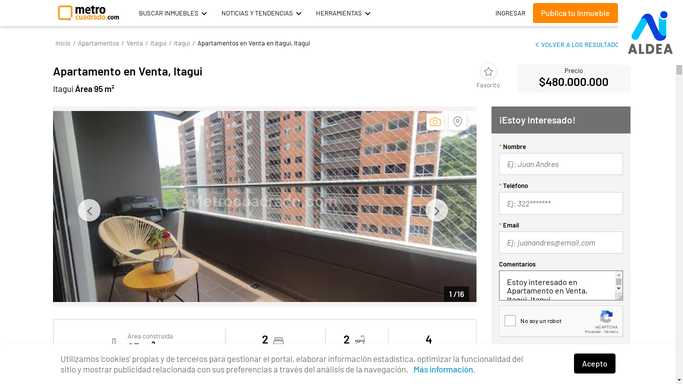 metro
cuadrado.com
BUSCAR INMUEBLES
NOTICIAS Y TENDENCIAS
HERRAMIENTAS
INGRESAR
Publica tu Inmueble
ALDEA
Inicio / Apartamentos / Venta / Itagui / Itagui / Apartamentos en Venta en Itagui, Itagui
< VOLVER A LOS RESULTADO
Apartamento en Venta, Itagui
Itagui Área 95 m²
Favorito
Precio
$480.000.000
Metrocuadrado.com
1 /16
¡Estoy Interesado!
* Nombre
Ej: Juan Andres
* Teléfono
Ej: 322*******
* Email
Ej: juanandres@email.com
Comentarios
Estoy interesado en
Apartamento en Venta,
Itagui, Itagui
No soy un robot
reCAPTCHA
Privacidad - Términos
Área construida
2
2
4
Utilizamos 'cookies' propias y de terceros para gestionar el portal, elaborar información estadística, optimizar la funcionalidad del
sitio y mostrar publicidad relacionada con sus preferencias a través del análisis de la navegación. Más información.
Acepto